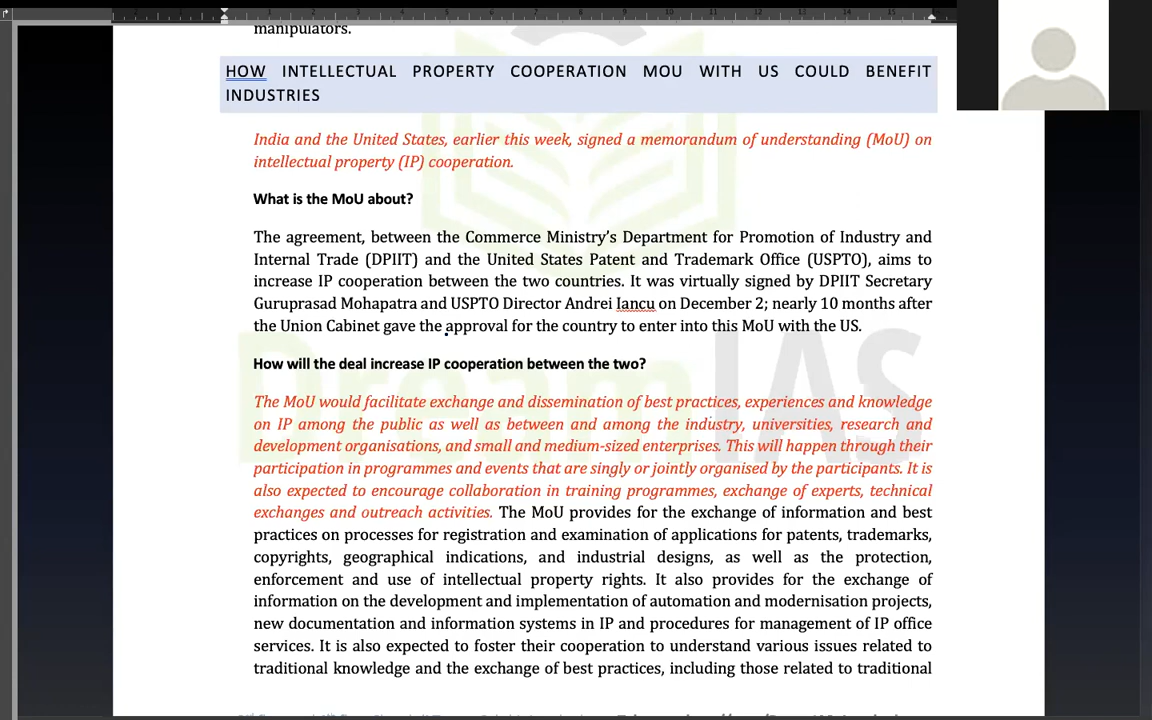 manipulators.
HOW INTELLECTUAL PROPERTY COOPERATION MOU WITH US COULD BENEFIT
INDUSTRIES
India and the United States, earlier this week, signed a memorandum of understanding (MoU) on
intellectual property (IP) cooperation.
What is the MoU about?
The agreement, between the Commerce Ministry’s Department for Promotion of Industry and
Internal Trade (DPIIT) and the United States Patent and Trademark Office (USPTO), aims to
increase IP cooperation between the two countries. It was virtually signed by DPIIT Secretary
Guruprasad Mohapatra and USPTO Director Andrei Iancu on December 2; nearly 10 months after
the Union Cabinet gave the approval for the country to enter into this MoU with the US.
How will the deal increase IP cooperation between the two?
The MoU would facilitate exchange and dissemination of best practices, experiences and knowledge
on IP among the public as well as between and among the industry, universities, research and
development organisations, and small and medium-sized enterprises. This will happen through their
participation in programmes and events that are singly or jointly organised by the participants. It is
also expected to encourage collaboration in training programmes, exchange of experts, technical
exchanges and outreach activities. The MoU provides for the exchange of information and best
practices on processes for registration and examination of applications for patents, trademarks,
copyrights, geographical indications, and industrial designs, as well as the protection,
enforcement and use of intellectual property rights. It also provides for the exchange of
information on the development and implementation of automation and modernisation projects,
new documentation and information systems in IP and procedures for management of IP office
services. It is also expected to foster their cooperation to understand various issues related to
traditional knowledge and the exchange of best practices, including those related to traditional
Dream IAS